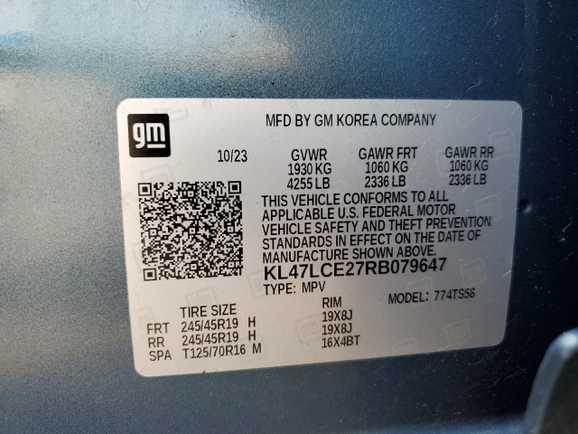 gm
MFD BY GM KOREA COMPANY
10/23 GVWR GAWR FRT GAWR RR
1930 KG 1060 KG 1060 KG
4255 LB 2336 LB 2336 LB
THIS VEHICLE CONFORMS TO ALL
APPLICABLE U.S. FEDERAL MOTOR
VEHICLE SAFETY AND THEFT PREVENTION
STANDARDS IN EFFECT ON THE DATE OF
MANUFACTURE SHOWN ABOVE.
KL47LCE27RB079647
TYPE: MPV MODEL: 774TS56
TIRE SIZE RIM
FRT 245/45R19 H 19X8J
RR 245/45R19 H 19X8J
SPA T125/70R16 M 16X4BT